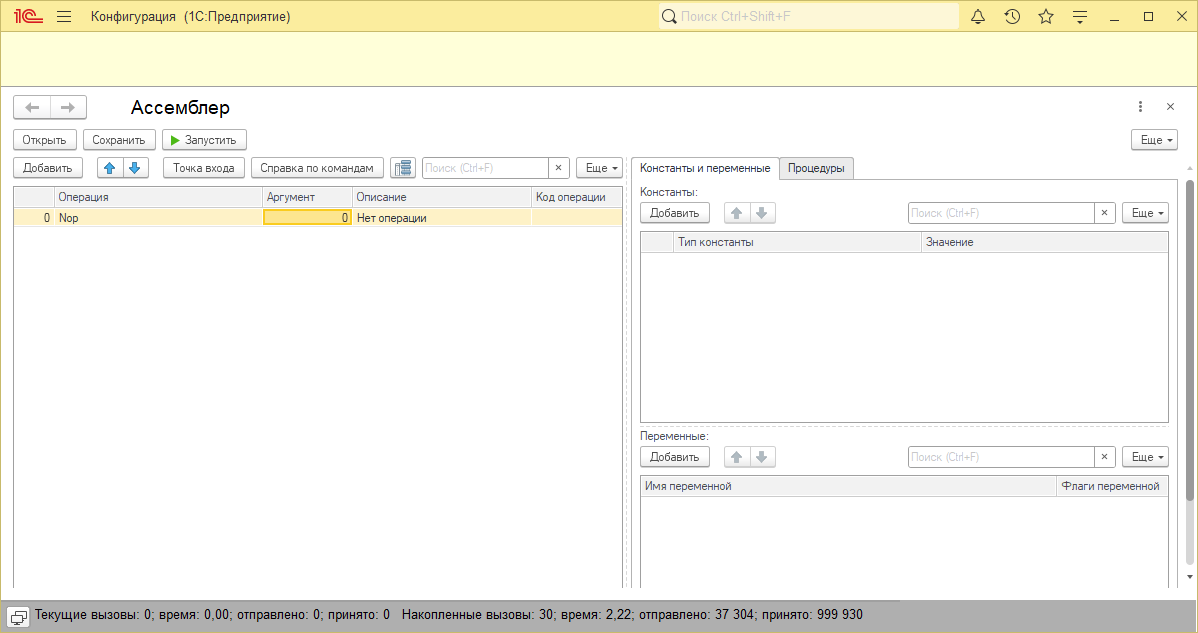 1С Конфигурация (1С:Предприятие) Поиск Ctrl+Shift+F
Ассемблер
Открыть Сохранить Запустить Еще
Добавить Точка входа Справка по командам Поиск (Ctrl+F) × Еще
Операция Аргумент Описание Код операции
0 Nop 0 Нет операции
Константы и переменные Процедуры
Константы:
Добавить Поиск (Ctrl+F) × Еще
Тип константы Значение
Переменные:
Добавить Поиск (Ctrl+F) × Еще
Имя переменной Флаги переменной
Текущие вызовы: 0; время: 0,00; отправлено: 0; принято: 0 Накопленные вызовы: 30; время: 2,22; отправлено: 37 304; принято: 999 930